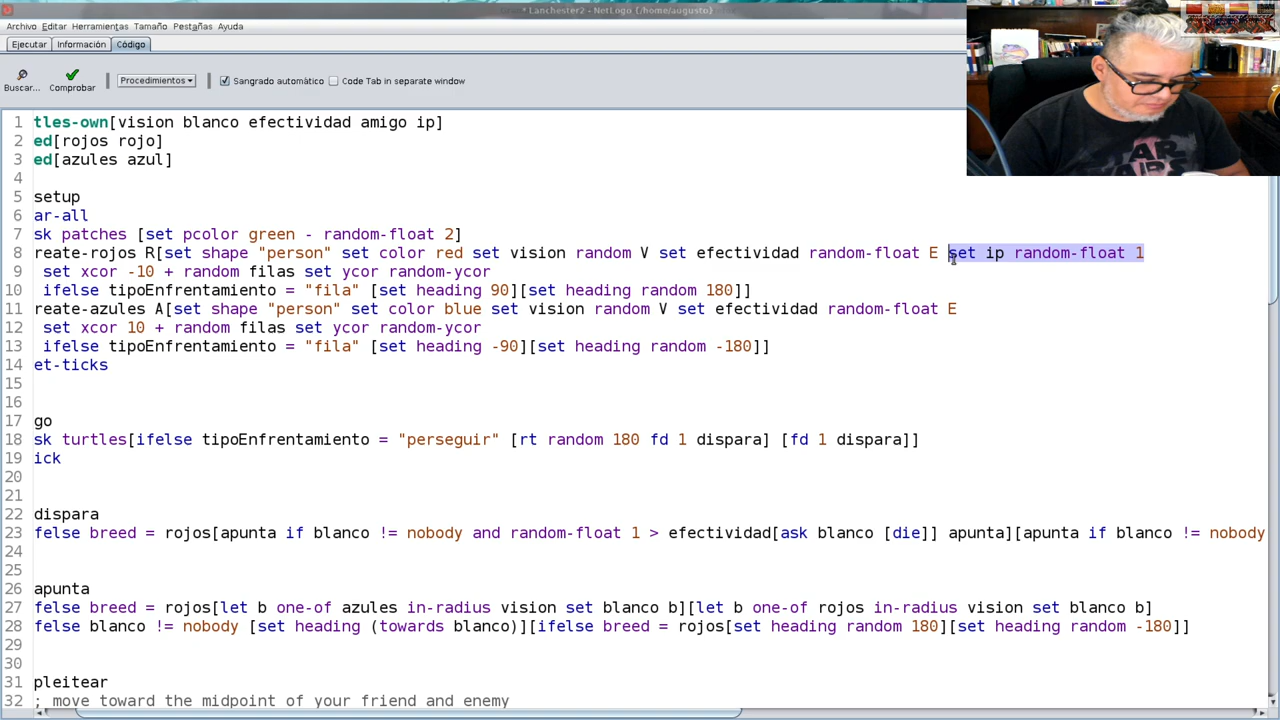 * Lanchester2 - NetLogo {/home/augusto}
Archivo Editar Herramientas Tamaño Pestañas Ayuda
Ejecutar Información Código
Buscar... Comprobar Procedimientos Sangrado automático Code Tab in separate window
1 tles-own[vision blanco efectividad amigo ip]
2 ed[rojos rojo]
3 ed[azules azul]
4
5 setup
6 ar-all
7 sk patches [set pcolor green - random-float 2]
8 reate-rojos R[set shape "person" set color red set vision random V set efectividad random-float E set ip random-float 1
9 set xcor -10 + random filas set ycor random-ycor
10 ifelse tipoEnfrentamiento = "fila" [set heading 90][set heading random 180]]
11 reate-azules A[set shape "person" set color blue set vision random V set efectividad random-float E
12 set xcor 10 + random filas set ycor random-ycor
13 ifelse tipoEnfrentamiento = "fila" [set heading -90][set heading random -180]]
14 et-ticks
15
16
17 go
18 sk turtles[ifelse tipoEnfrentamiento = "perseguir" [rt random 180 fd 1 dispara] [fd 1 dispara]]
19 ick
20
21
22 dispara
23 felse breed = rojos[apunta if blanco != nobody and random-float 1 > efectividad[ask blanco [die]] apunta][apunta if blanco != nobody
24
25
26 apunta
27 felse breed = rojos[let b one-of azules in-radius vision set blanco b][let b one-of rojos in-radius vision set blanco b]
28 felse blanco != nobody [set heading (towards blanco)][ifelse breed = rojos[set heading random 180][set heading random -180]]
29
30
31 pleitear
32 ; move toward the midpoint of your friend and enemy
STAR
WARS